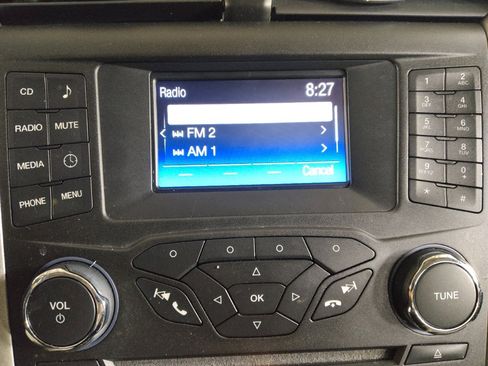 Radio 8:27
FM 2
AM 1
Cancel
CD
RADIO MUTE
MEDIA
PHONE MENU
1 2 ABC
3 DEF 4 GHI
5 JKL 6 MNO
7 PQRS 8 TUV
9 WXYZ 0 +
* #
VOL
OK
TUNE